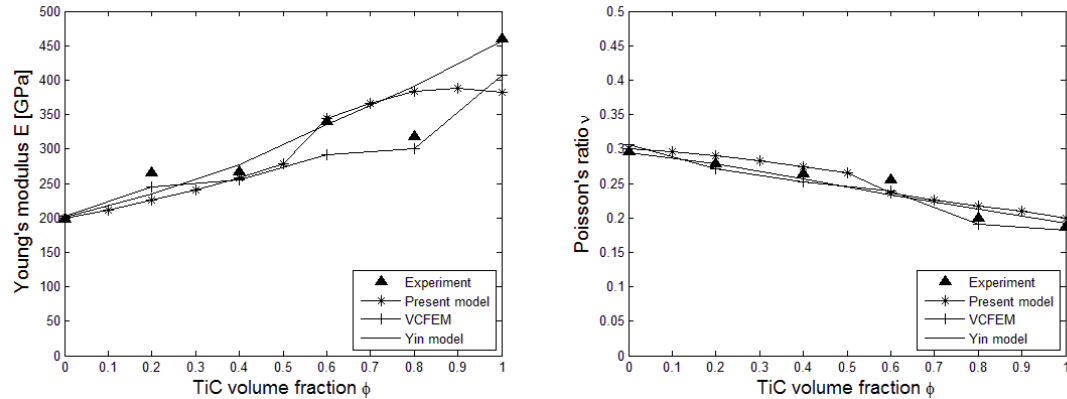 500
450
400
350
300
250
200
150
100
50
0
Young's modulus E [GPa]
0 0.1 0.2 0.3 0.4 0.5 0.6 0.7 0.8 0.9 1
TiC volume fraction ϕ
Experiment
Present model
VCFEM
Yin model
0.5
0.45
0.4
0.35
0.3
0.25
0.2
0.15
0.1
0.05
0
Poisson's ratio ν
0 0.1 0.2 0.3 0.4 0.5 0.6 0.7 0.8 0.9 1
TiC volume fraction ϕ
Experiment
Present model
VCFEM
Yin model